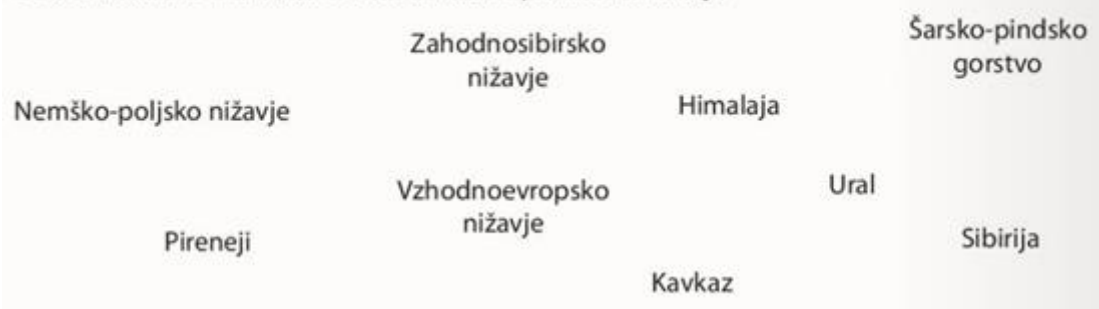 Zahodnosibirsko
nižavje
Šarsko-pindsko
gorstvo
Nemško-poljsko nižavje
Himalaja
Vzhodnoevropsko
nižavje
Ural
Pireneji
Sibirija
Kavkaz